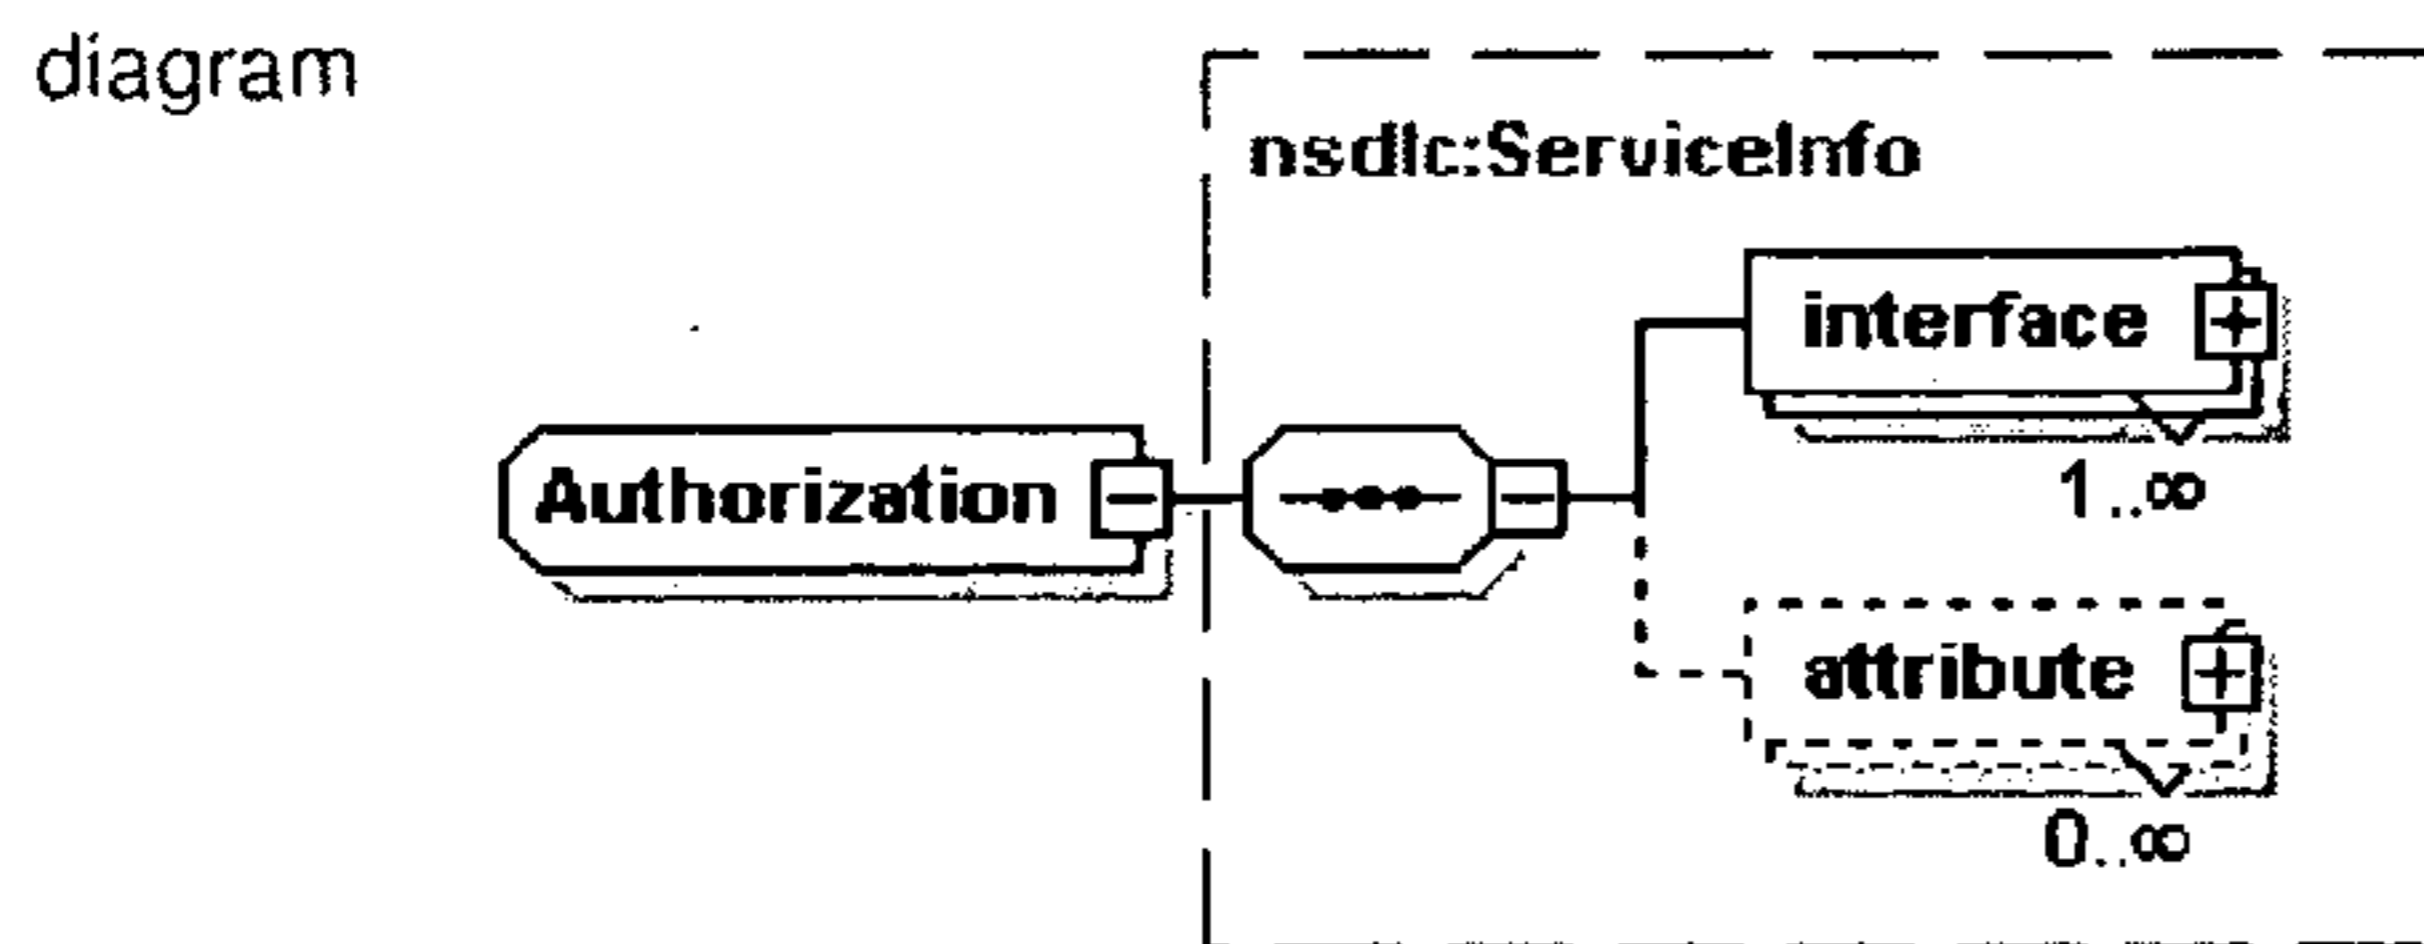 diagram
nsdlc:ServiceInfo
interface
1..∞
Authorization
attribute
0..∞